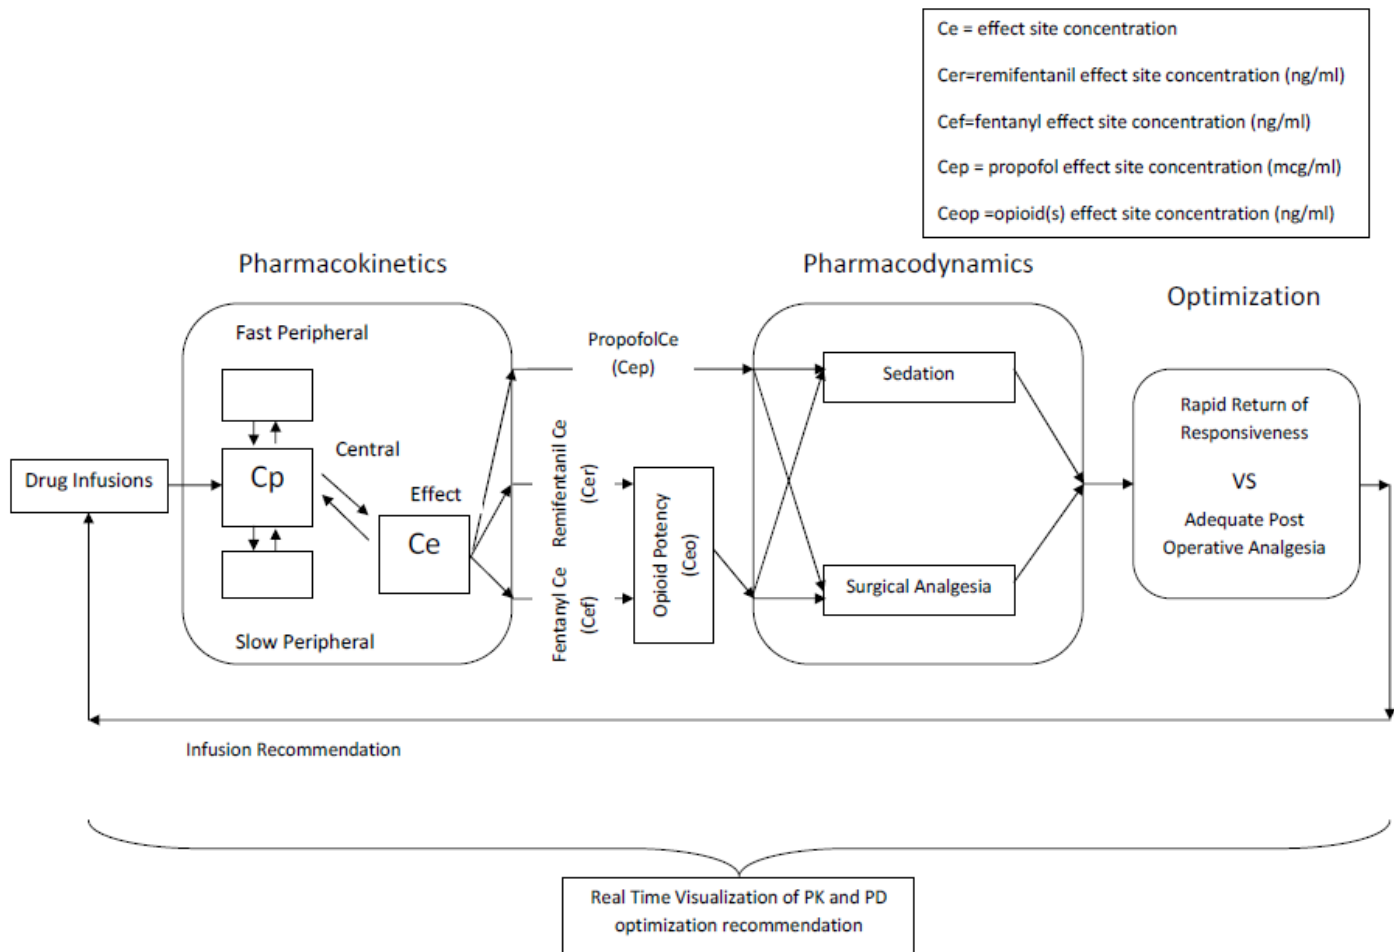 Ce = effect site concentration
Cer=remifentanil effect site concentration (ng/ml)
Cef=fentanyl effect site concentration (ng/ml)
Cep = propofol effect site concentration (mcg/ml)
Ceop =opioid(s) effect site concentration (ng/ml)
Pharmacokinetics
Pharmacodynamics
Optimization
Fast Peripheral
PropofolCe
(Cep)
Sedation
Rapid Return of
Responsiveness
VS
Adequate Post
Operative Analgesia
Drug Infusions
Cp
Central
Effect
Ce
Remifentanil Ce
(Cer)
Fentanyl Ce
(Cef)
Opioid Potency
(Ceo)
Surgical Analgesia
Slow Peripheral
Infusion Recommendation
Real Time Visualization of PK and PD
optimization recommendation